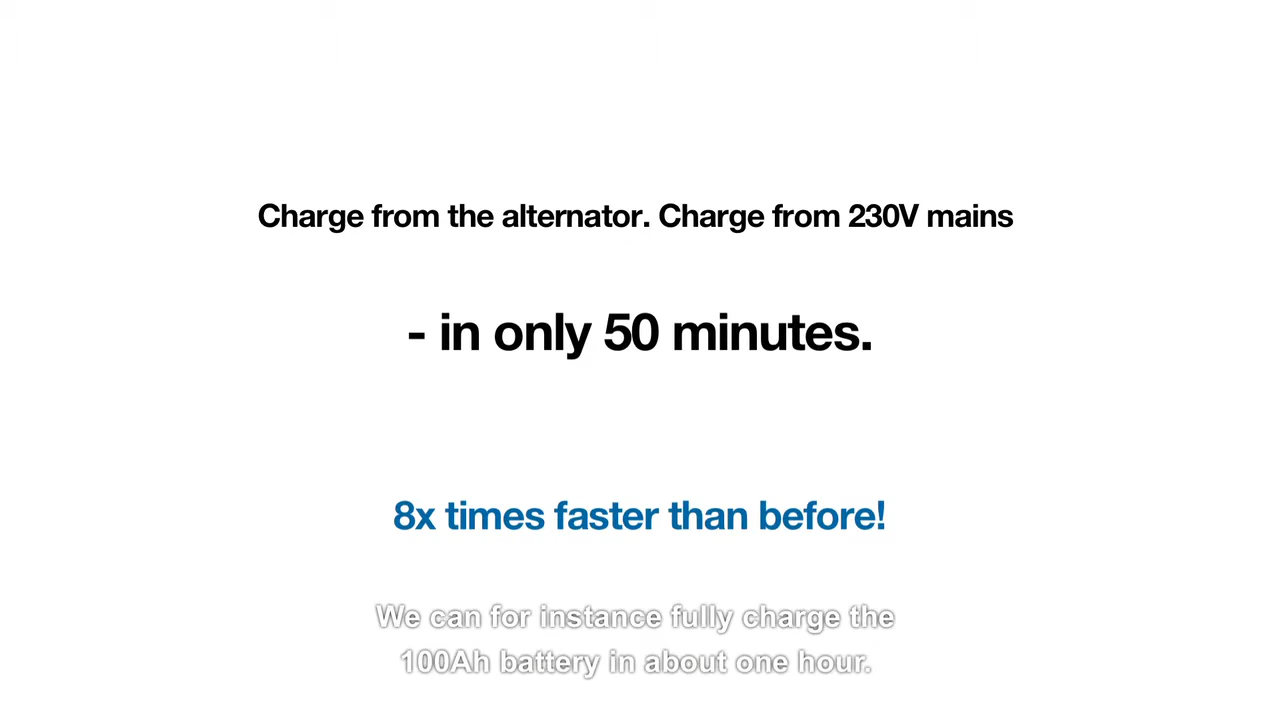 Charge from the alternator. Charge from 230V mains
- in only 50 minutes.
8x times faster than before!
We can for instance fully charge the
100Ah battery in about one hour.